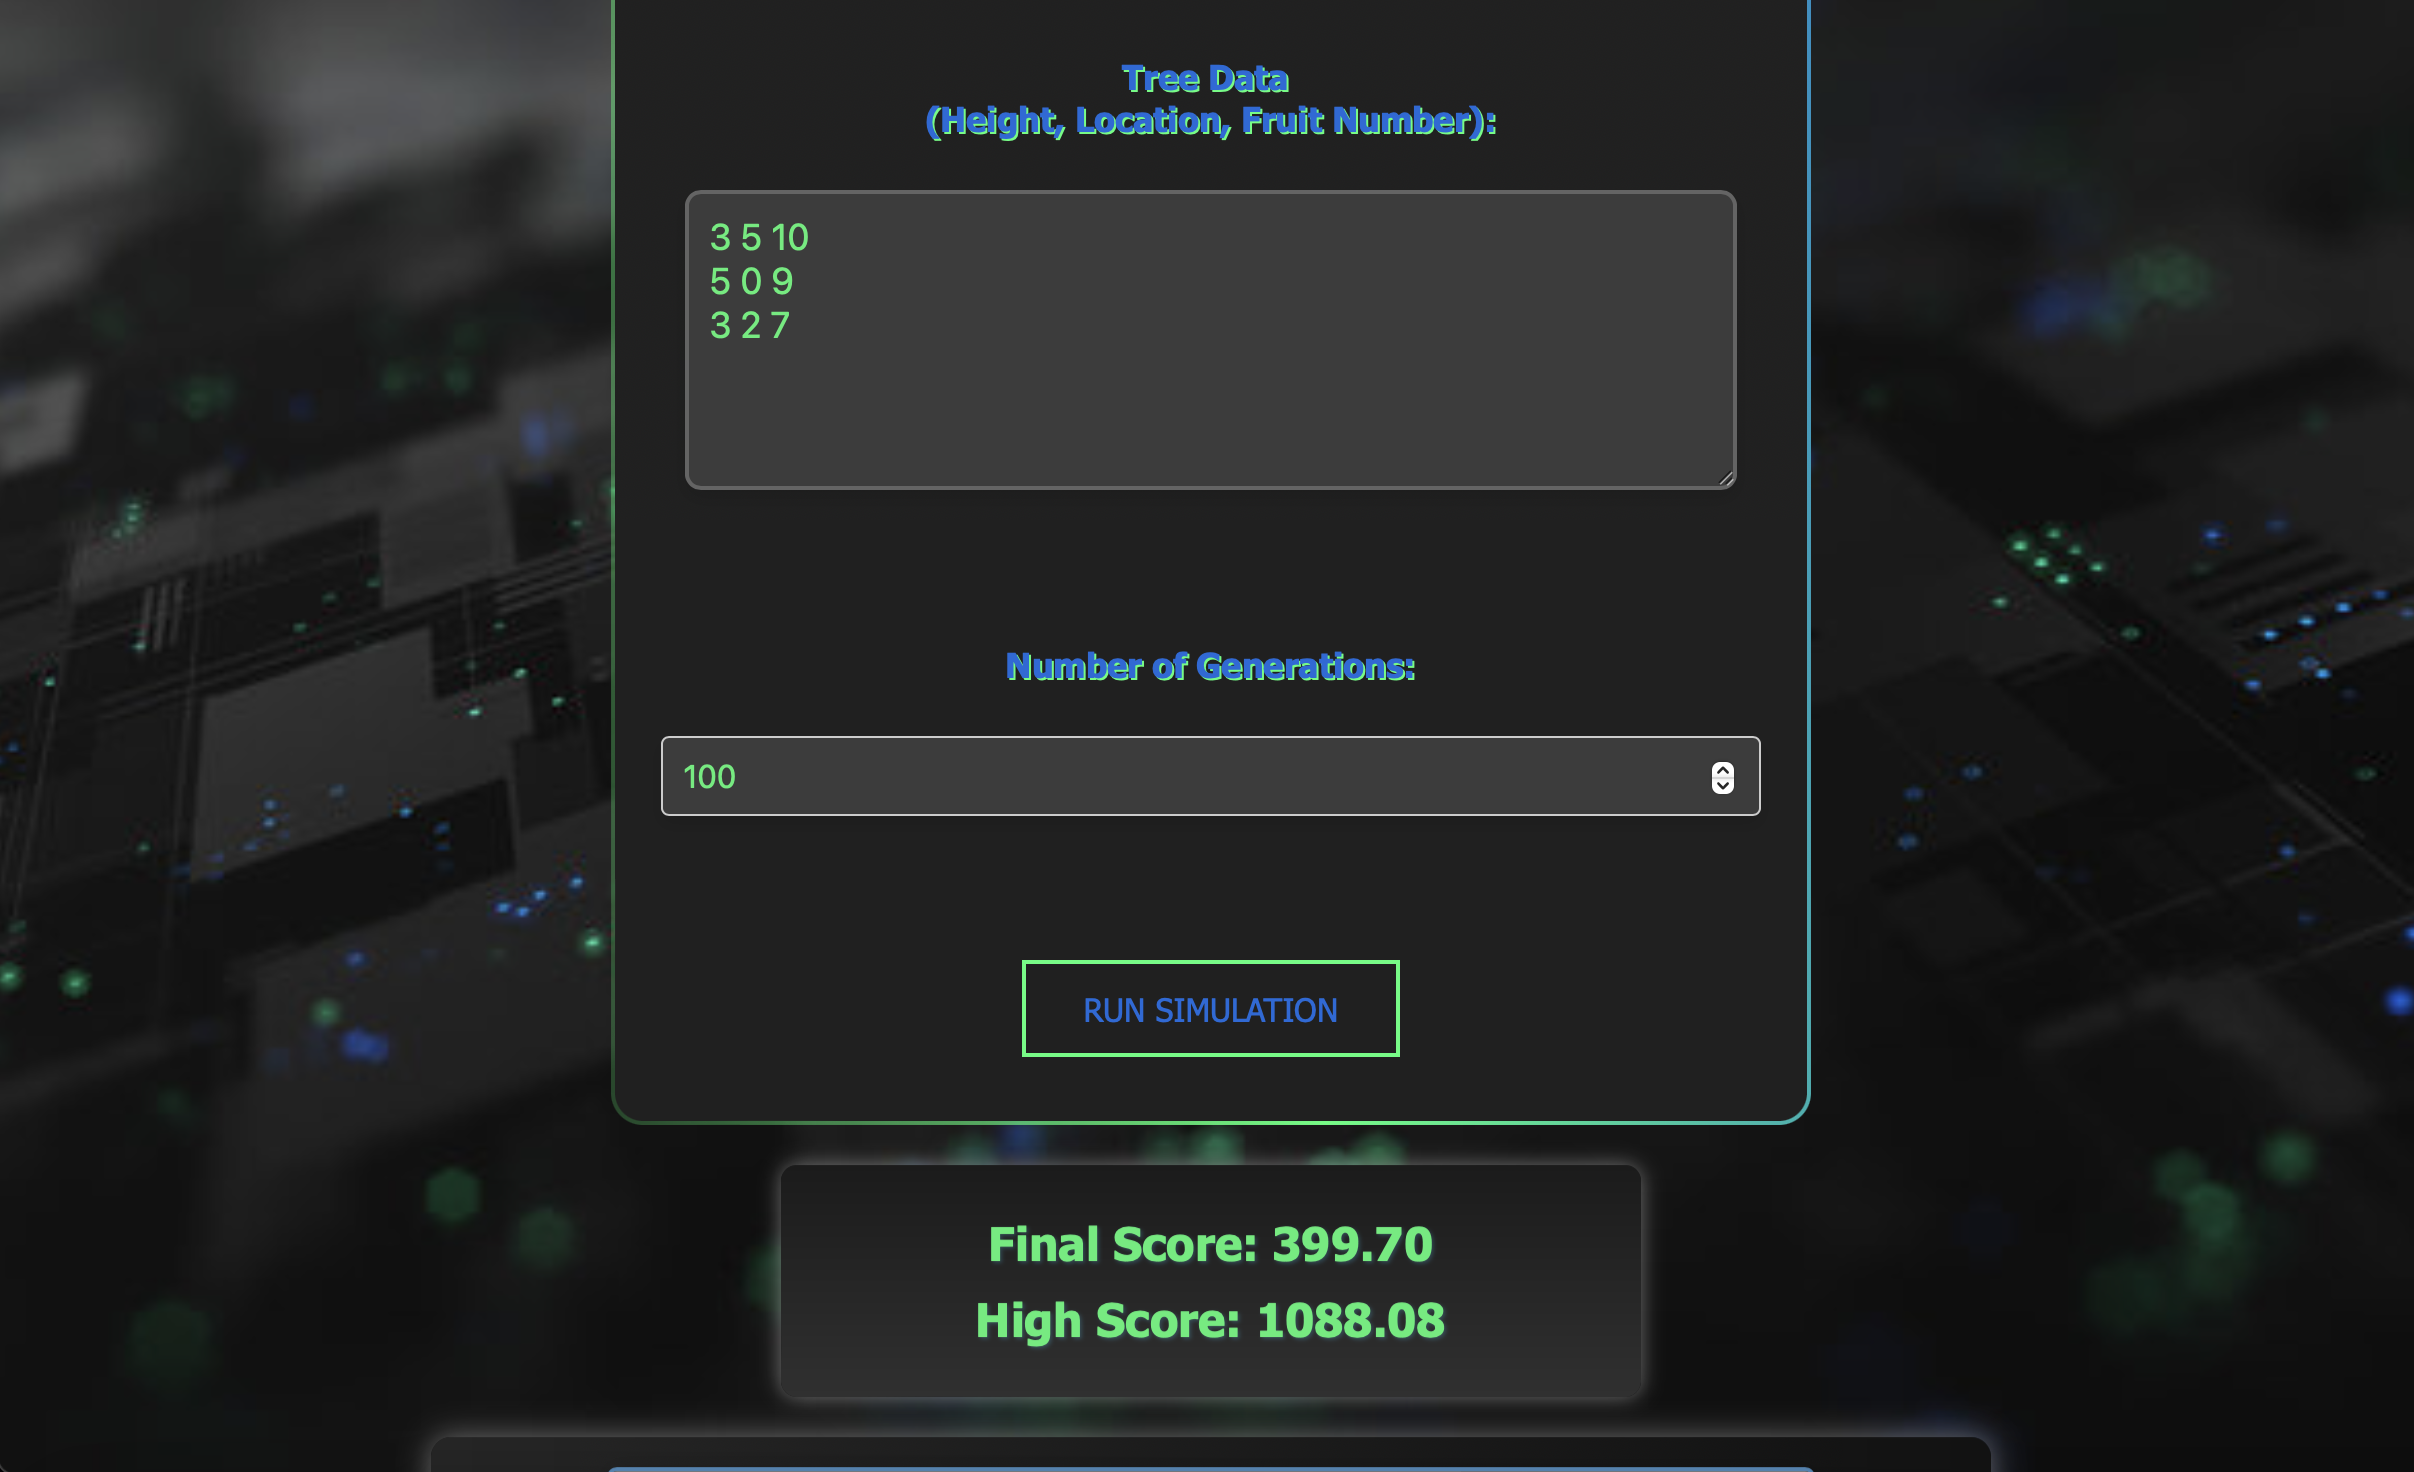 Tree Data
(Height, Location, Fruit Number):
3 5 10
5 0 9
3 2 7
Number of Generations:
100
RUN SIMULATION
Final Score: 399.70
High Score: 1088.08